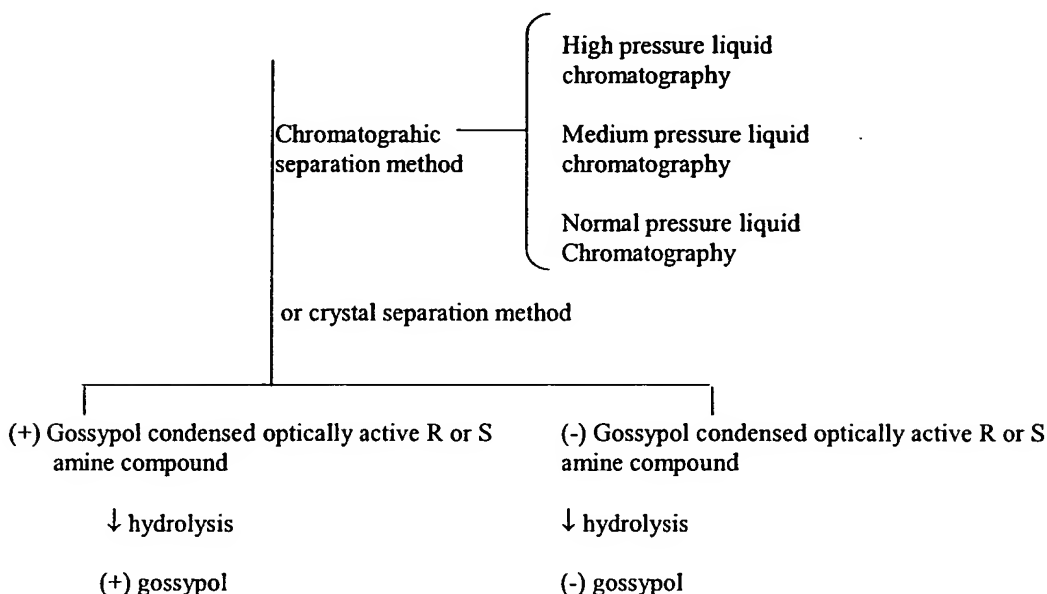 High pressure liquid
chromatography
Chromatograhic
separation method
Medium pressure liquid
chromatography
Normal pressure liquid
Chromatography
or crystal separation method
(+) Gossypol condensed optically active R or S
amine compound
(-) Gossypol condensed optically active R or S
amine compound
↓ hydrolysis
↓ hydrolysis
(+) gossypol
(-) gossypol